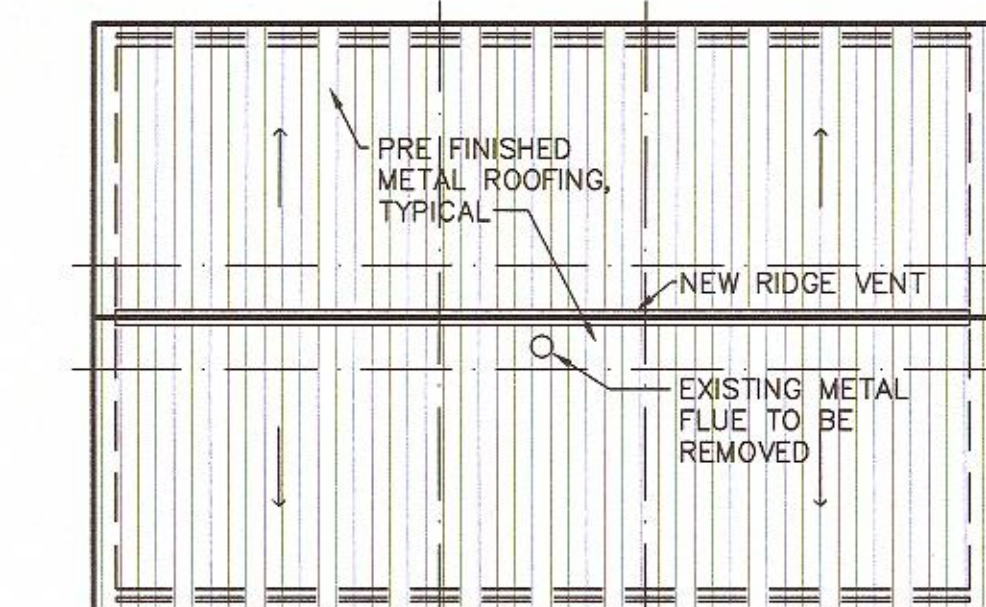 PRE FINISHED
METAL ROOFING,
TYPICAL
NEW RIDGE VENT
EXISTING METAL
FLUE TO BE
REMOVED